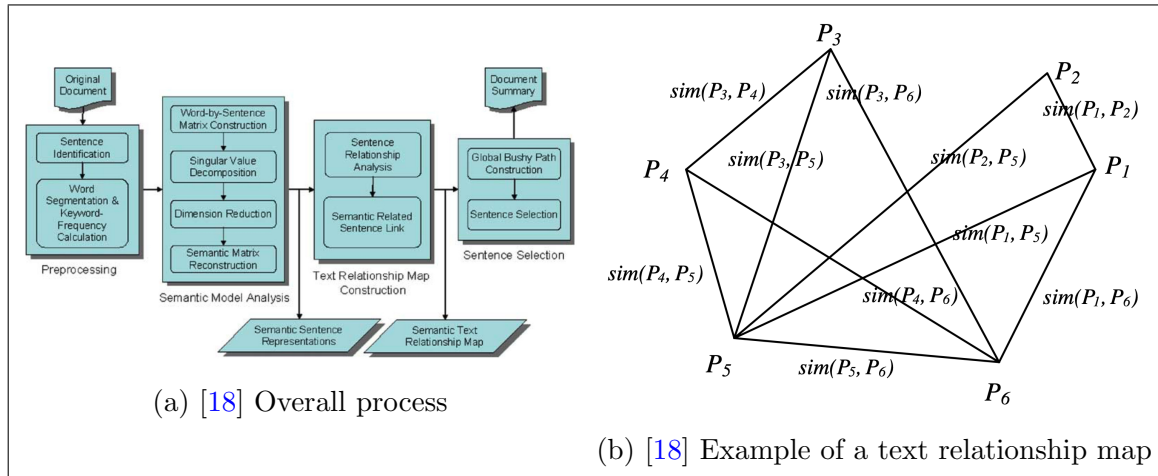 Original
Document
Sentence
Identification
Word
Segmentation &
Keyword-
Frequency
Calculation
Preprocessing
Word-by-Sentence
Matrix Construction
Singular Value
Decomposition
Dimension Reduction
Semantic Matrix
Reconstruction
Semantic Model Analysis
Sentence
Relationship
Analysis
Semantic Related
Sentence Link
Text Relationship Map
Construction
Document
Summary
Global Bushy Path
Construction
Sentence Selection
Sentence Selection
Semantic Sentence
Representations
Semantic Text
Relationship Map
(a) [18] Overall process
P3
P2
sim(P3, P4)
sim(P3, P6)
sim(P1, P2)
P4
sim(P3, P5)
sim(P2, P5)
P1
sim(P1, P5)
sim(P4, P5)
sim(P4, P6)
sim(P1, P6)
P5
sim(P5, P6)
P6
(b) [18] Example of a text relationship map